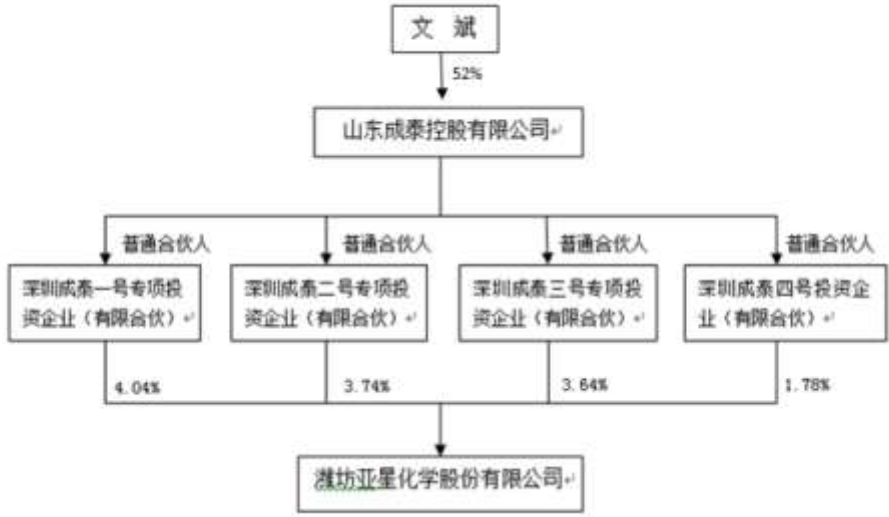 文 斌
52%
山东成泰控股有限公司
普通合伙人
普通合伙人
普通合伙人
普通合伙人
深圳成泰一号专项投
资企业（有限合伙）
深圳成泰二号专项投
资企业（有限合伙）
深圳成泰三号专项投
资企业（有限合伙）
深圳成泰四号投资企
业（有限合伙）
4.04%
3.74%
3.64%
1.78%
潍坊亚星化学股份有限公司